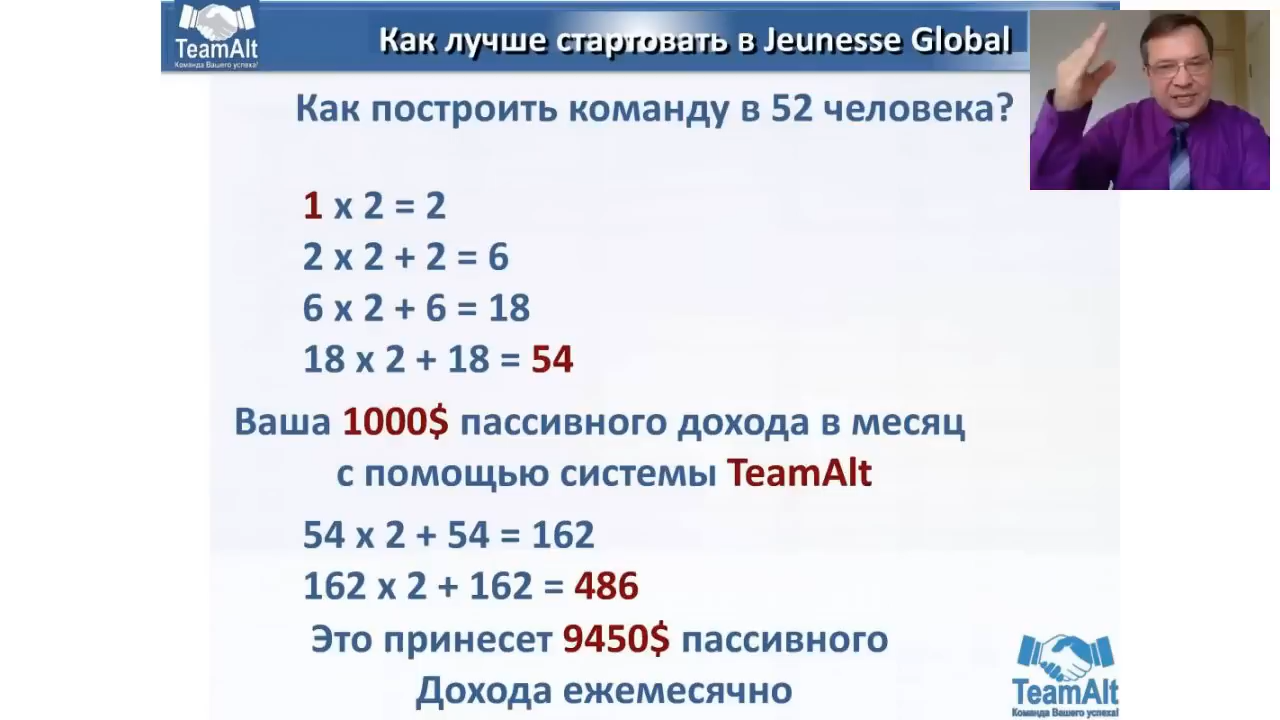 TeamAlt
Команда Вашего успеха!
Как лучше стартовать в Jeunesse Global
Как построить команду в 52 человека?
1 x 2 = 2
2 x 2 + 2 = 6
6 x 2 + 6 = 18
18 x 2 + 18 = 54
Ваша 1000$ пассивного дохода в месяц
с помощью системы TeamAlt
54 x 2 + 54 = 162
162 x 2 + 162 = 486
Это принесет 9450$ пассивного
Дохода ежемесячно
TeamAlt
Команда Вашего успеха!